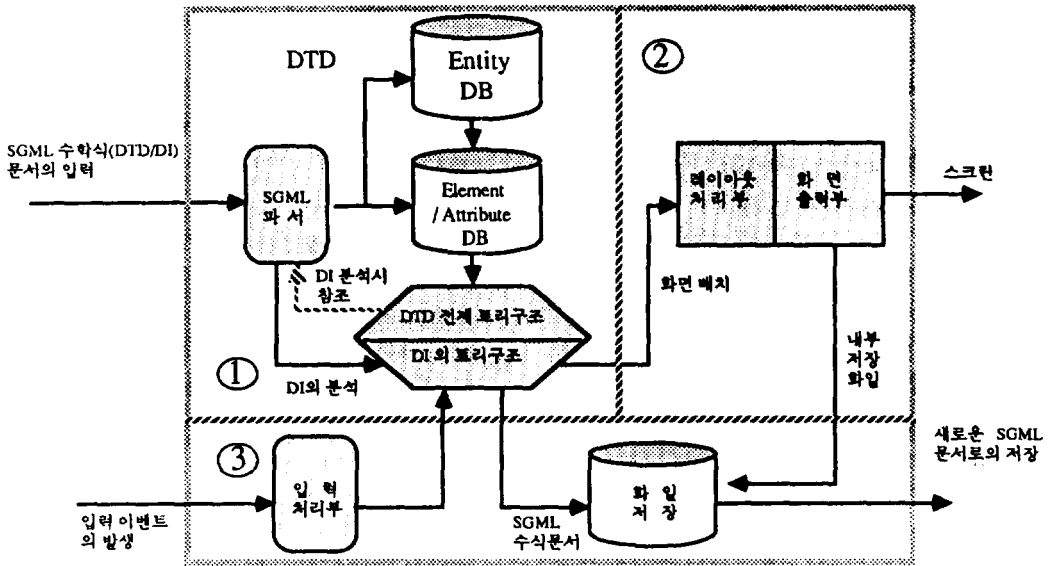 DTD
Entity
DB
②
SGML 수학식(DTD/DI)
문서의 입력
SGML
파 서
Element
/ Attribute
DB
레이아웃
처리부
화 면
출력부
스크린
DI 분석시
참조
화면 배치
DTD 전체 트리구조
DI 의 트리구조
①
DI의 분석
내부
저장
화일
③
입 력
처리부
입력 이벤트
의 발생
SGML
수식문서
화 일
저 장
새로운 SGML
문서로의 저장